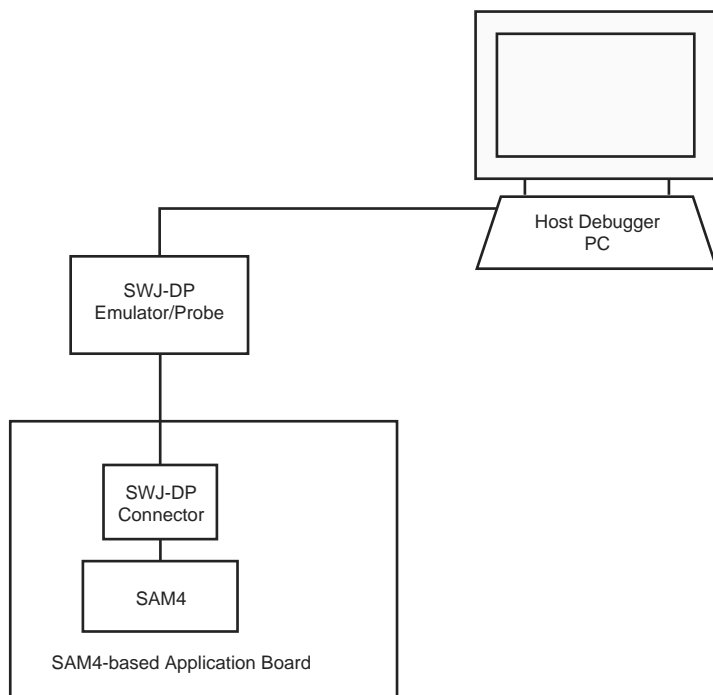 Host Debugger
PC
SWJ-DP
Emulator/Probe
SWJ-DP
Connector
SAM4
SAM4-based Application Board